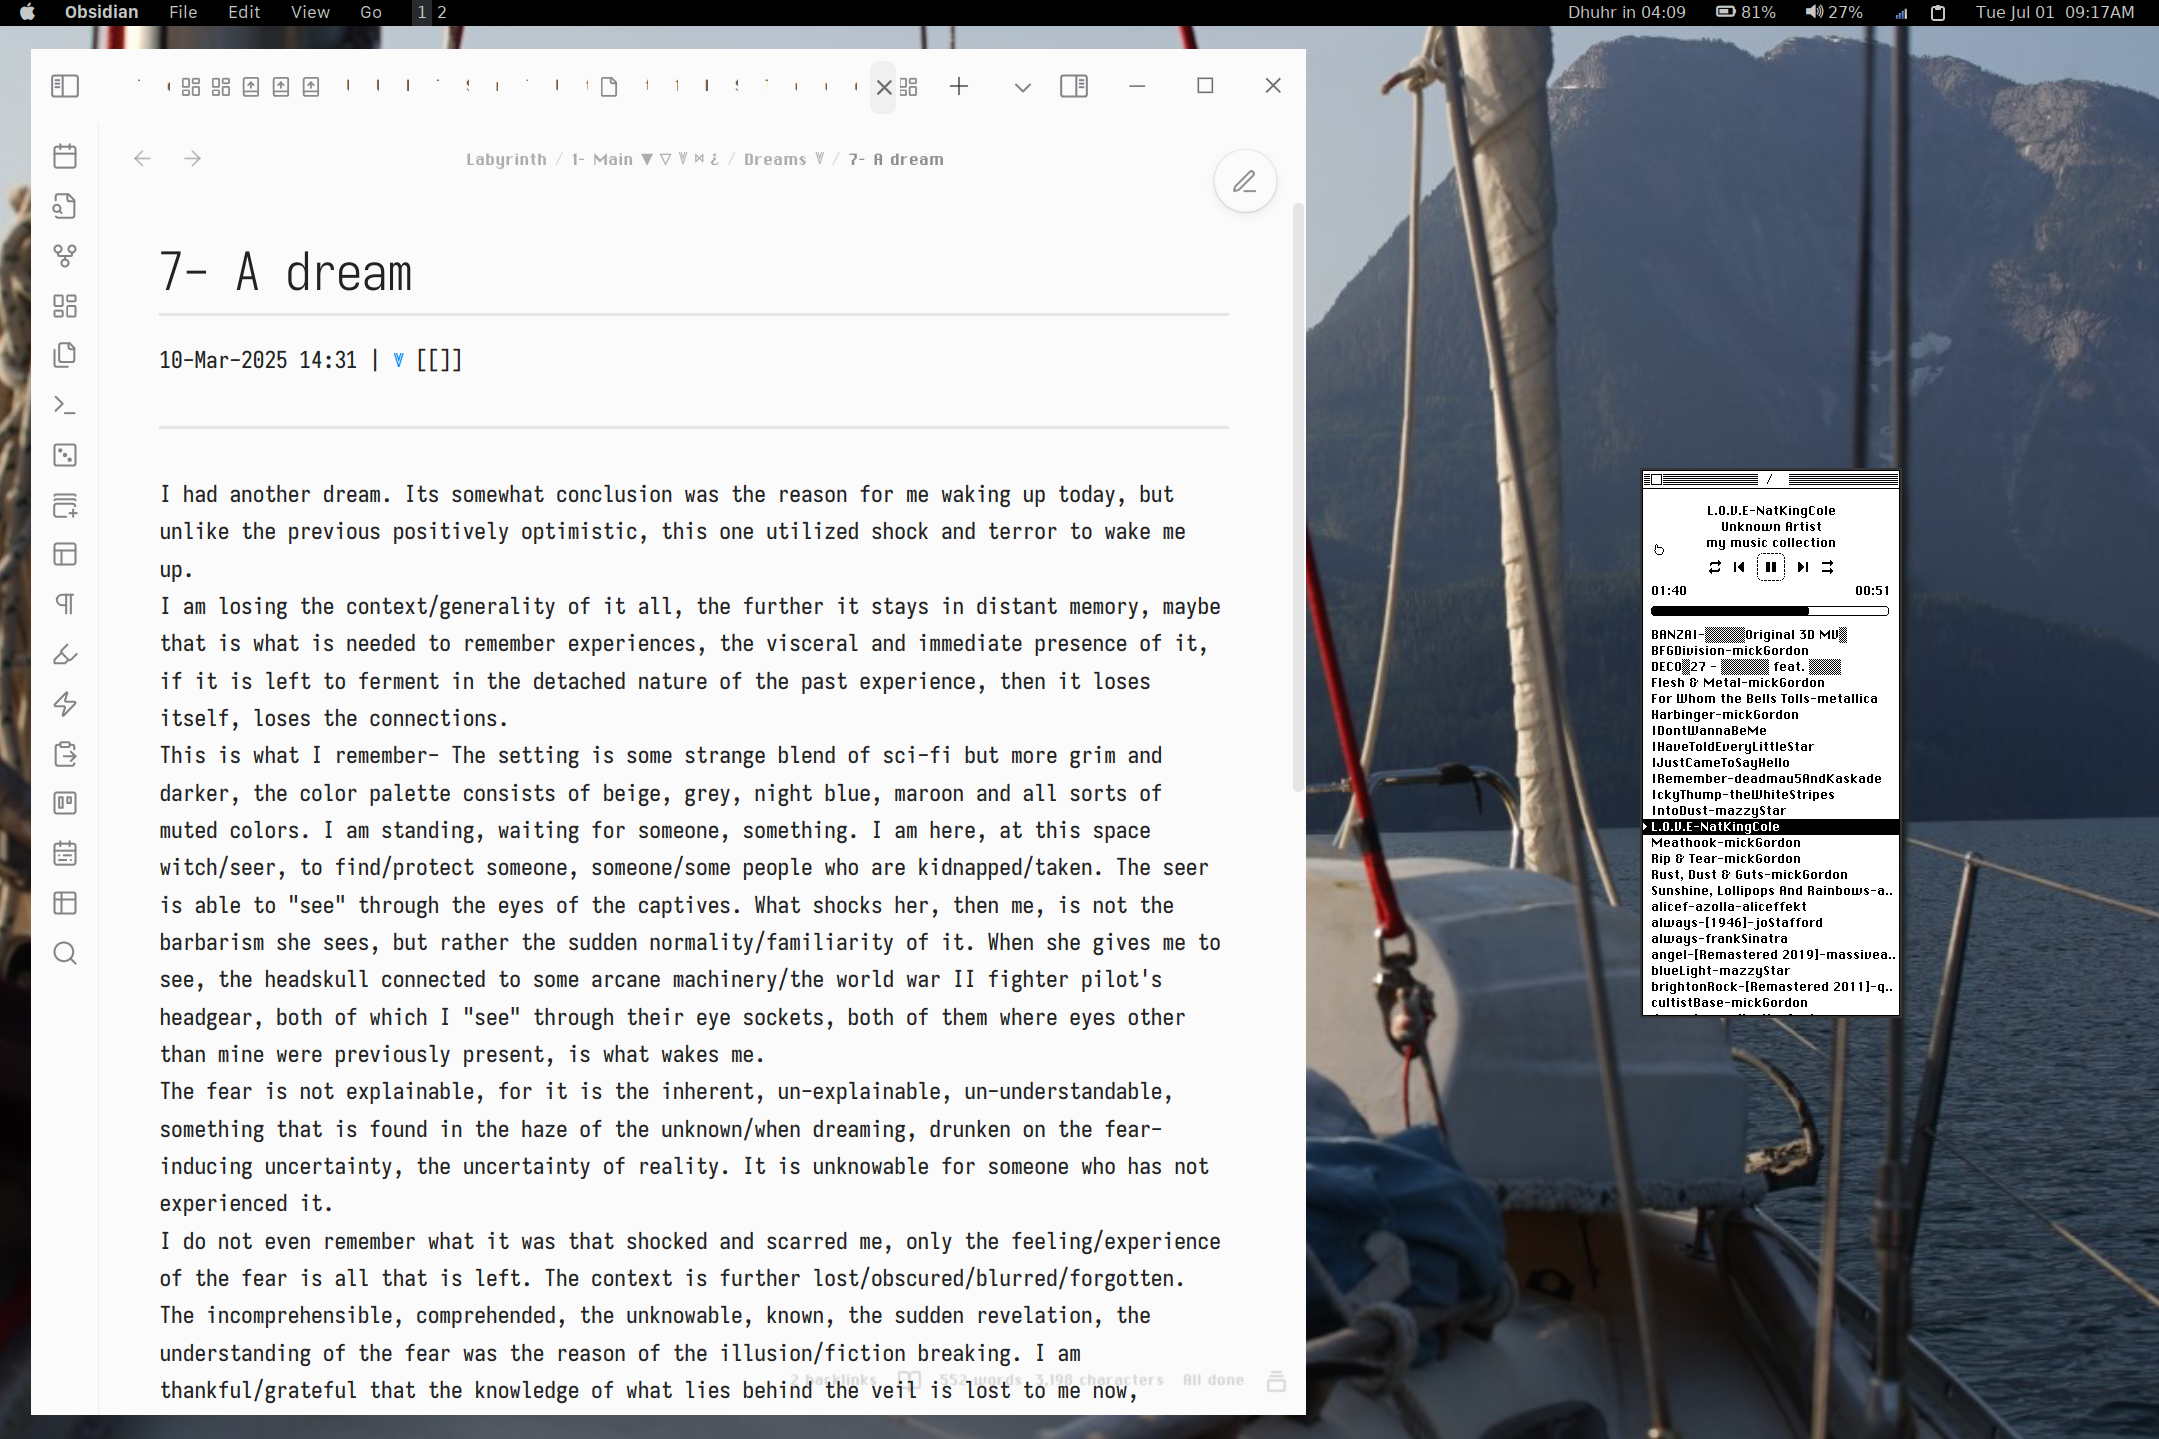 Obsidian File Edit View Go 1 2
Dhuhr in 04:09 81% 27% Tue Jul 01 09:17AM
Labyrinth / 1- Main / Dreams / 7- A dream
7- A dream
10-Mar-2025 14:31 | [[]]
I had another dream. Its somewhat conclusion was the reason for me waking up today, but
unlike the previous positively optimistic, this one utilized shock and terror to wake me
up.
I am losing the context/generality of it all, the further it stays in distant memory, maybe
that is what is needed to remember experiences, the visceral and immediate presence of it,
if it is left to ferment in the detached nature of the past experience, then it loses
itself, loses the connections.
This is what I remember- The setting is some strange blend of sci-fi but more grim and
darker, the color palette consists of beige, grey, night blue, maroon and all sorts of
muted colors. I am standing, waiting for someone, something. I am here, at this space
witch/seer, to find/protect someone, someone/some people who are kidnapped/taken. The seer
is able to "see" through the eyes of the captives. What shocks her, then me, is not the
barbarism she sees, but rather the sudden normality/familiarity of it. When she gives me to
see, the headskull connected to some arcane machinery/the world war II fighter pilot's
headgear, both of which I "see" through their eye sockets, both of them where eyes other
than mine were previously present, is what wakes me.
The fear is not explainable, for it is the inherent, un-explainable, un-understandable,
something that is found in the haze of the unknown/when dreaming, drunken on the fear-
inducing uncertainty, the uncertainty of reality. It is unknowable for someone who has not
experienced it.
I do not even remember what it was that shocked and scarred me, only the feeling/experience
of the fear is all that is left. The context is further lost/obscured/blurred/forgotten.
The incomprehensible, comprehended, the unknowable, known, the sudden revelation, the
understanding of the fear was the reason of the illusion/fiction breaking. I am
thankful/grateful that the knowledge of what lies behind the veil is lost to me now,
2 backlinks 552 words 3,198 characters All done
/
L.O.V.E-NatKingCole
Unknown Artist
my music collection
01:40 00:51
BANZAI- Original 3D MV
BFGDivision-mickGordon
DECO 27 - feat.
Flesh & Metal-mickGordon
For Whom the Bells Tolls-metallica
Harbinger-mickGordon
IDontWannaBeMe
IHaveToldEveryLittleStar
IJustCameToSayHello
IRemember-deadmau5AndKaskade
IckyThump-theWhiteStripes
IntoDust-mazzyStar
L.O.V.E-NatKingCole
Meathook-mickGordon
Rip & Tear-mickGordon
Rust, Dust & Guts-mickGordon
Sunshine, Lollipops And Rainbows-a..
alicef-azolla-aliceffekt
always-[1946]-joStafford
always-frankSinatra
angel-[Remastered 2019]-massivea..
blueLight-mazzyStar
brightonRock-[Remastered 2011]-q..
cultistBase-mickGordon